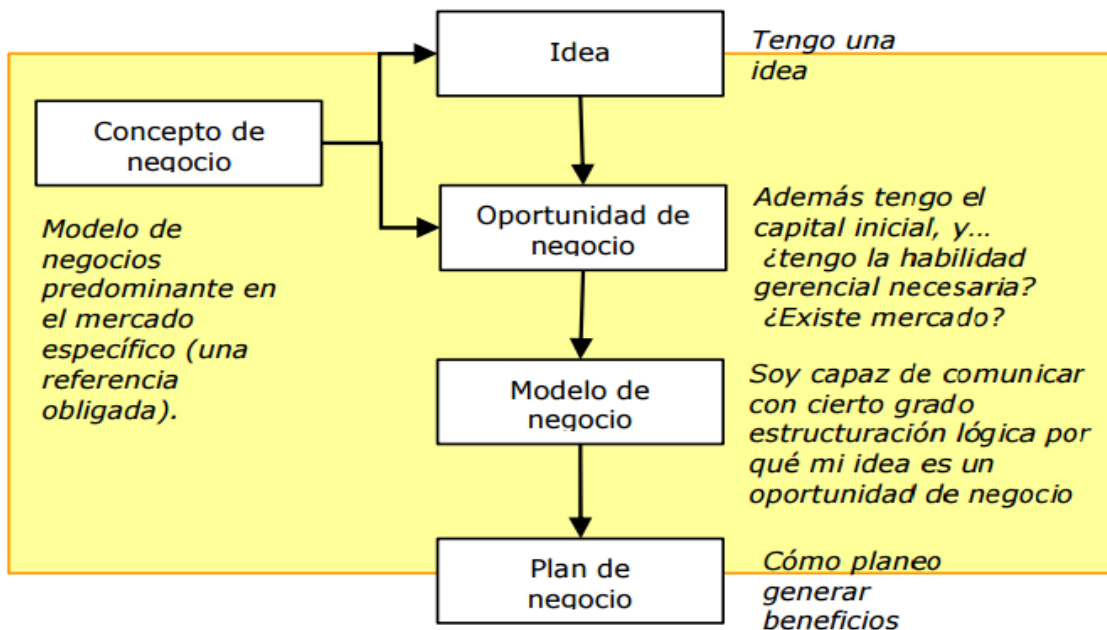 Idea
Tengo una
idea
Concepto de
negocio
Modelo de
negocios
predominante en
el mercado
específico (una
referencia
obligada).
Oportunidad de
negocio
Además tengo el
capital inicial, y...
¿tengo la habilidad
gerencial necesaria?
¿Existe mercado?
Modelo de
negocio
Soy capaz de comunicar
con cierto grado
estructuración lógica por
qué mi idea es un
oportunidad de negocio
Plan de
negocio
Cómo planeo
generar
beneficios